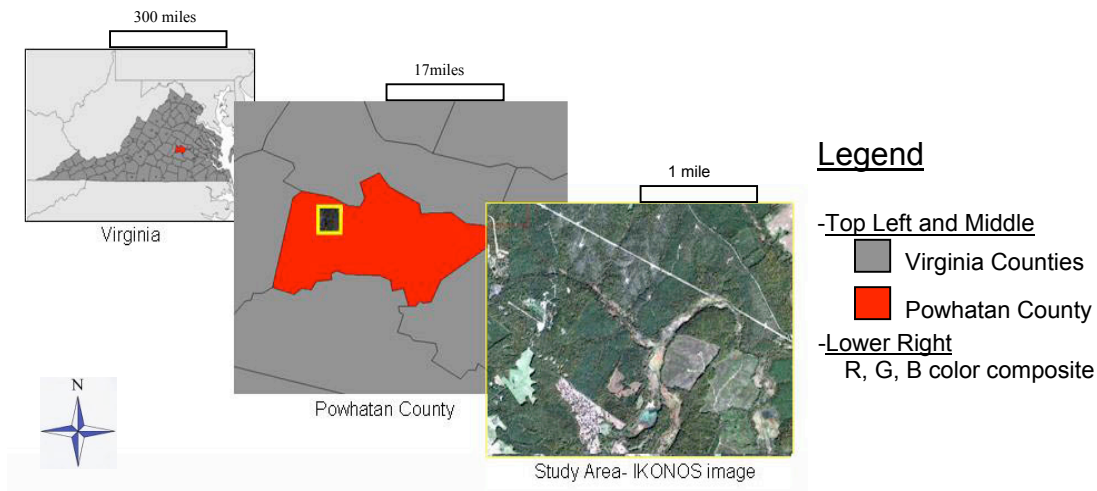 300 miles
17miles
1 mile
Virginia
Powhatan County
Study Area- IKONOS image
N
Legend
-Top Left and Middle
Virginia Counties
Powhatan County
-Lower Right
R, G, B color composite